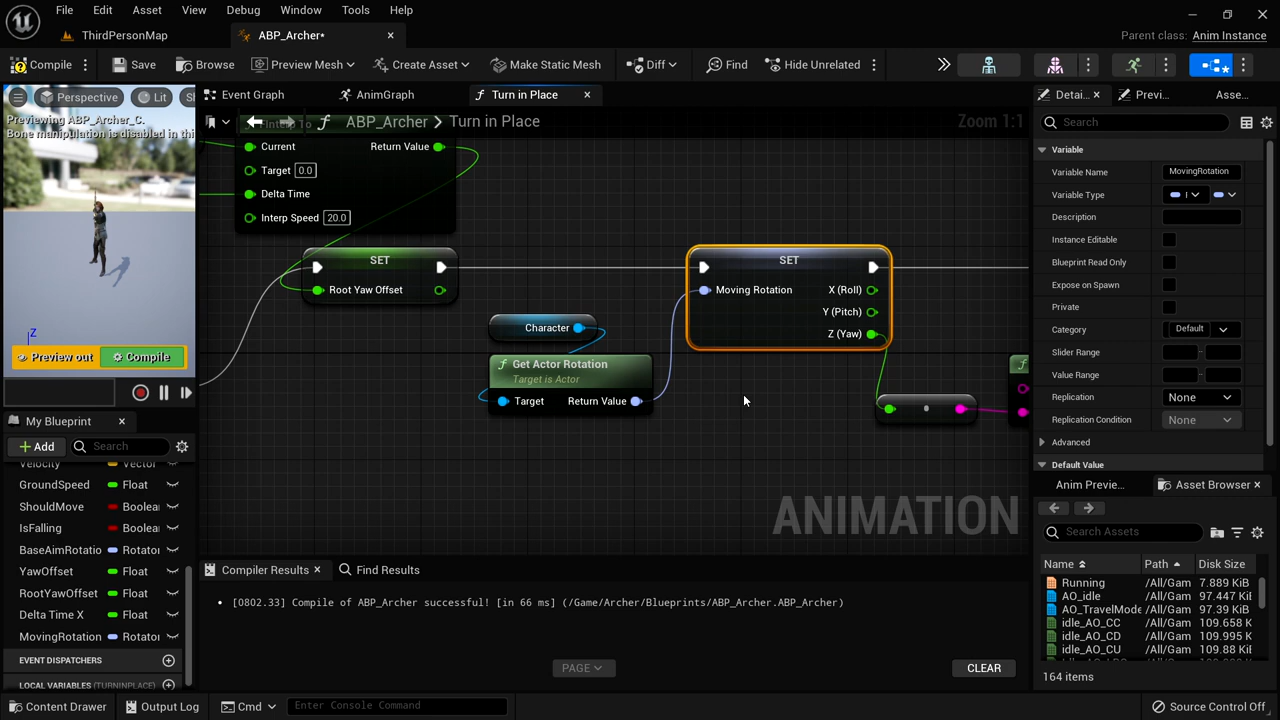 File Edit Asset View Debug Window Tools Help
ThirdPersonMap
ABP_Archer*
Parent class: Anim Instance
Compile
Save
Browse
Preview Mesh
Create Asset
Make Static Mesh
Diff
Find
Hide Unrelated
Perspective
Lit
Previewing ABP_Archer_C.
Bone manipulation is disabled in thi
Z
Preview out
Compile
My Blueprint
Add
Search
Velocity Vector
GroundSpeed Float
ShouldMove Boolea
IsFalling Boolea
BaseAimRotatio Rotato
YawOffset Float
RootYawOffset Float
Delta Time X Float
MovingRotation Rotato
EVENT DISPATCHERS
LOCAL VARIABLES (TURNINPLACE)
Event Graph
AnimGraph
Turn in Place
ABP_Archer > Turn in Place
Zoom 1:1
Current
Return Value
Target 0.0
Delta Time
Interp Speed 20.0
SET
Root Yaw Offset
Character
Get Actor Rotation
Target is Actor
Target
Return Value
SET
Moving Rotation
X (Roll)
Y (Pitch)
Z (Yaw)
f
ANIMATION
Compiler Results
Find Results
[0802.33] Compile of ABP_Archer successful! [in 66 ms] (/Game/Archer/Blueprints/ABP_Archer.ABP_Archer)
PAGE
CLEAR
Detai..
Previ...
Asse...
Search
Variable
Variable Name MovingRotation
Variable Type
Description
Instance Editable
Blueprint Read Only
Expose on Spawn
Private
Category Default
Slider Range
Value Range
Replication None
Replication Condition None
Advanced
Default Value
Anim Previe...
Asset Browser
Search Assets
Name Path Disk Size
Running /All/Gam 7.889 KiB
AO_idle /All/Gam 97.447 KiB
AO_TravelMode /All/Gam 97.39 KiB
idle_AO_CC /All/Gam 109.658 K
idle_AO_CD /All/Gam 109.995 K
idle_AO_CU /All/Gam 109.88 KiB
164 items
Content Drawer
Output Log
Cmd
Enter Console Command
Source Control Off